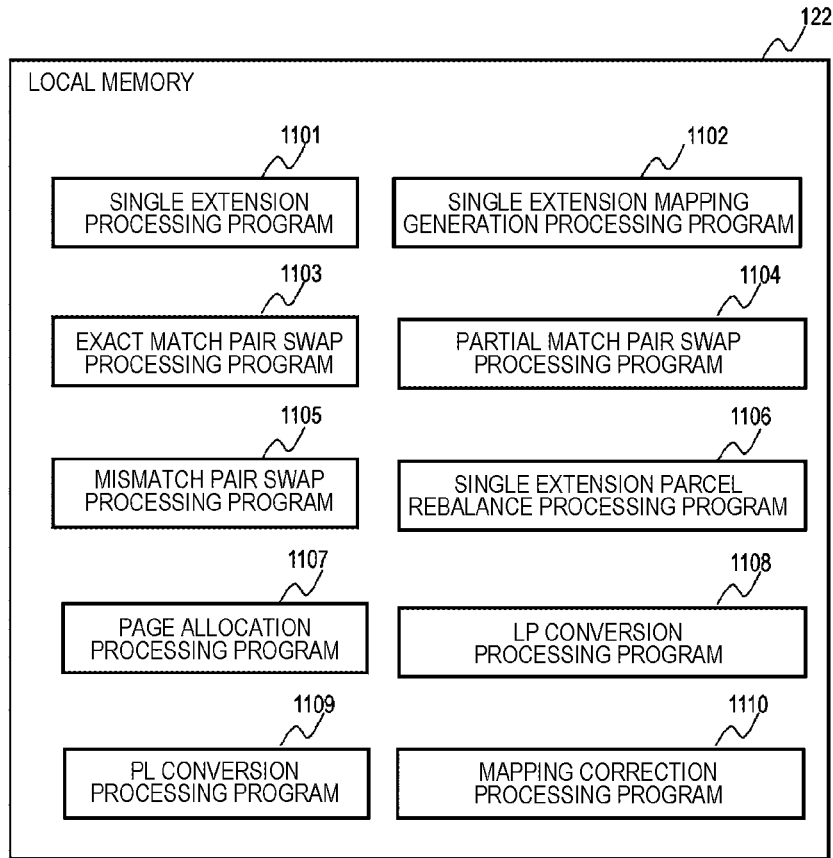 122
LOCAL MEMORY
1101
1102
SINGLE EXTENSION
PROCESSING PROGRAM
SINGLE EXTENSION MAPPING
GENERATION PROCESSING PROGRAM
1103
1104
EXACT MATCH PAIR SWAP
PROCESSING PROGRAM
PARTIAL MATCH PAIR SWAP
PROCESSING PROGRAM
1105
1106
MISMATCH PAIR SWAP
PROCESSING PROGRAM
SINGLE EXTENSION PARCEL
REBALANCE PROCESSING PROGRAM
1107
1108
PAGE ALLOCATION
PROCESSING PROGRAM
LP CONVERSION
PROCESSING PROGRAM
1109
1110
PL CONVERSION
PROCESSING PROGRAM
MAPPING CORRECTION
PROCESSING PROGRAM